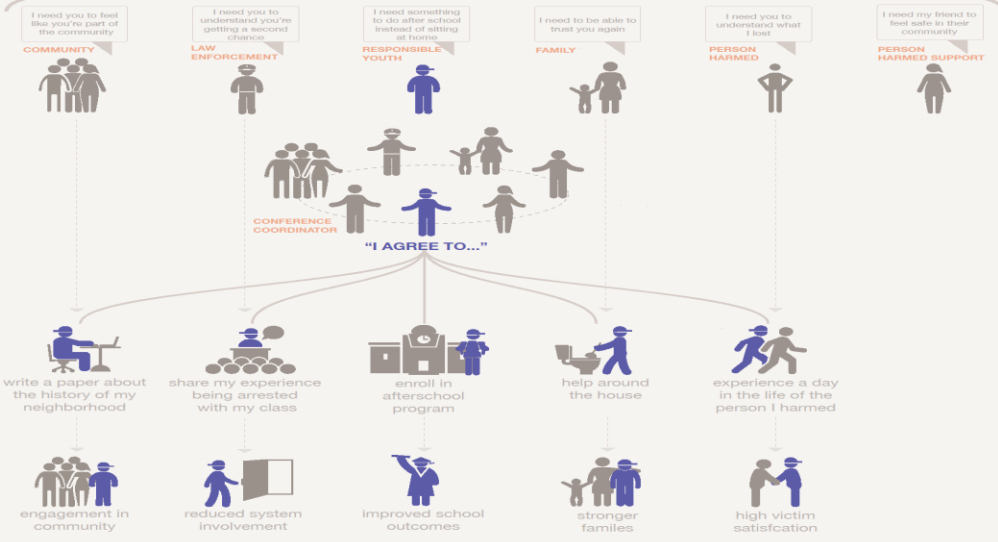 I need you to feel
like you're part of
the community
I need you to
understand you're
getting a second
chance
I need something
to do after school
instead of sitting
at home
I need to be able to
trust you again
I need you to
understand what
I lost
I need my friend to
feel safe in their
community
COMMUNITY
LAW
ENFORCEMENT
RESPONSIBLE
YOUTH
FAMILY
PERSON
HARMED
PERSON
HARMED SUPPORT
CONFERENCE
COORDINATOR
“I AGREE TO...”
write a paper about
the history of my
neighborhood
share my experience
being arrested
with my class
enroll in
afterschool
program
help around
the house
experience a day
in the life of the
person I harmed
engagement in
community
reduced system
involvement
improved school
outcomes
stronger
familes
high victim
satisfcation